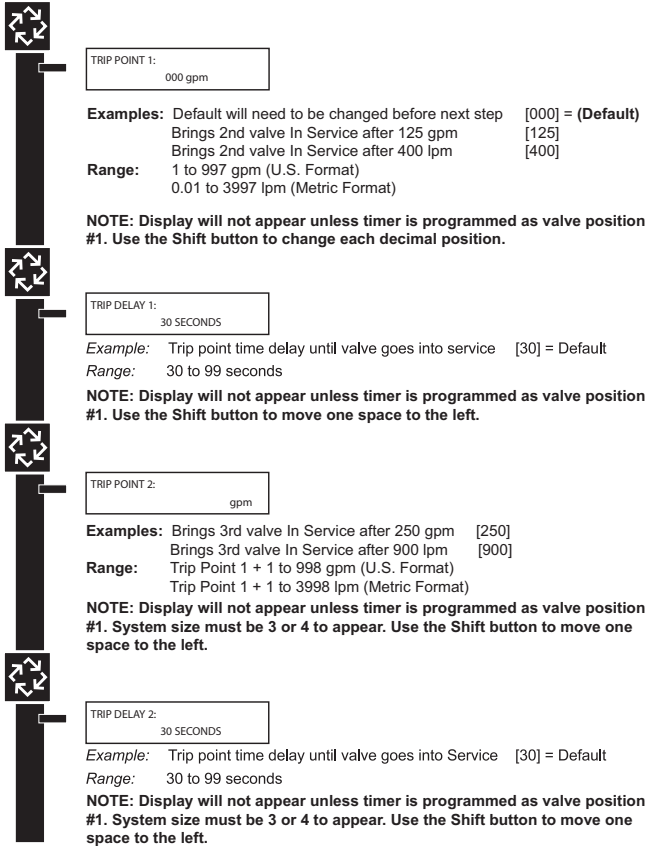 TRIP POINT 1:
000 gpm
Examples: Default will need to be changed before next step [000] = (Default)
Brings 2nd valve In Service after 125 gpm [125]
Brings 2nd valve In Service after 400 lpm [400]
Range: 1 to 997 gpm (U.S. Format)
0.01 to 3997 lpm (Metric Format)
NOTE: Display will not appear unless timer is programmed as valve position
#1. Use the Shift button to change each decimal position.
TRIP DELAY 1:
30 SECONDS
Example: Trip point time delay until valve goes into service [30] = Default
Range: 30 to 99 seconds
NOTE: Display will not appear unless timer is programmed as valve position
#1. Use the Shift button to move one space to the left.
TRIP POINT 2:
gpm
Examples: Brings 3rd valve In Service after 250 gpm [250]
Brings 3rd valve In Service after 900 lpm [900]
Range: Trip Point 1 + 1 to 998 gpm (U.S. Format)
Trip Point 1 + 1 to 3998 lpm (Metric Format)
NOTE: Display will not appear unless timer is programmed as valve position
#1. System size must be 3 or 4 to appear. Use the Shift button to move one
space to the left.
TRIP DELAY 2:
30 SECONDS
Example: Trip point time delay until valve goes into Service [30] = Default
Range: 30 to 99 seconds
NOTE: Display will not appear unless timer is programmed as valve position
#1. System size must be 3 or 4 to appear. Use the Shift button to move one
space to the left.